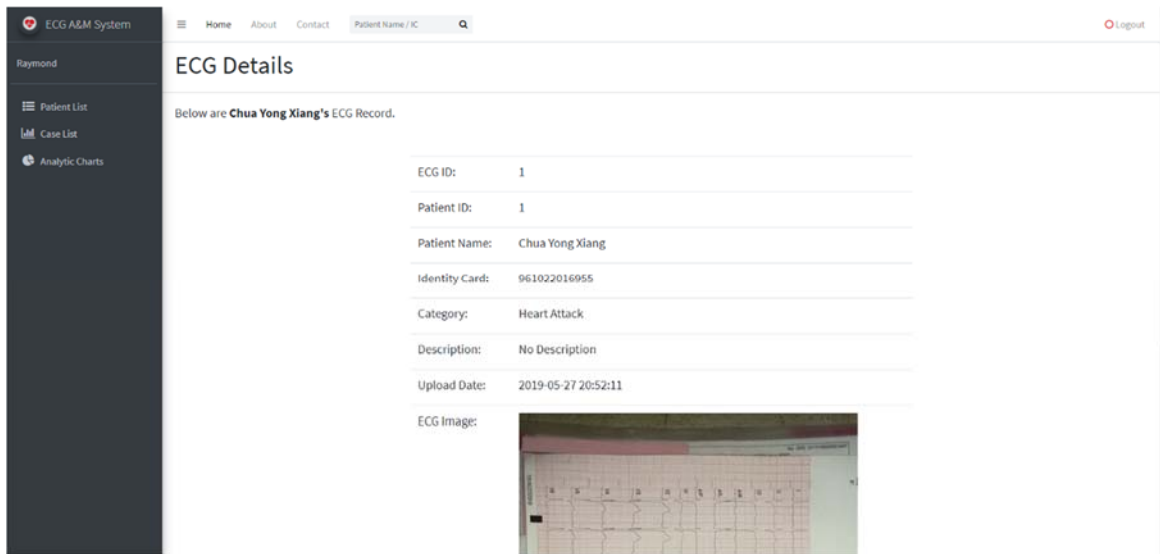 ECG A&M System
Home About Contact Patient Name / IC Logout
Raymond
ECG Details
Patient List
Case List
Analytic Charts
Below are Chua Yong Xiang's ECG Record.
ECG ID: 1
Patient ID: 1
Patient Name: Chua Yong Xiang
Identity Card: 961022016955
Category: Heart Attack
Description: No Description
Upload Date: 2019-05-27 20:52:11
ECG Image: